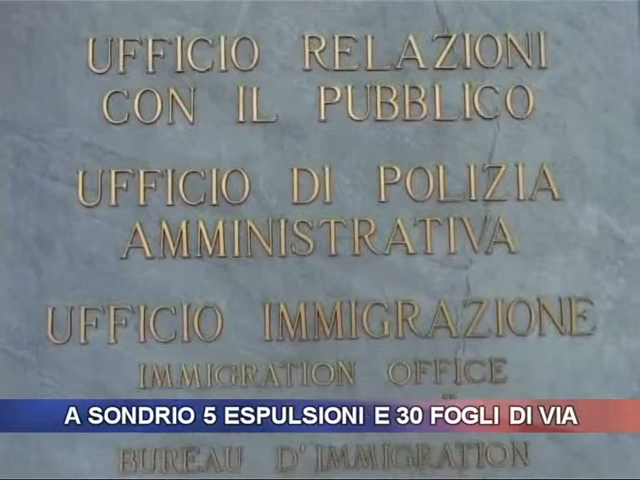 UFFICIO RELAZIONI
CON IL PUBBLICO
UFFICIO DI POLIZIA
AMMINISTRATIVA
UFFICIO IMMIGRAZIONE
IMMIGRATION OFFICE
A SONDRIO 5 ESPULSIONI E 30 FOGLI DI VIA
BUREAU D'IMMIGRATION